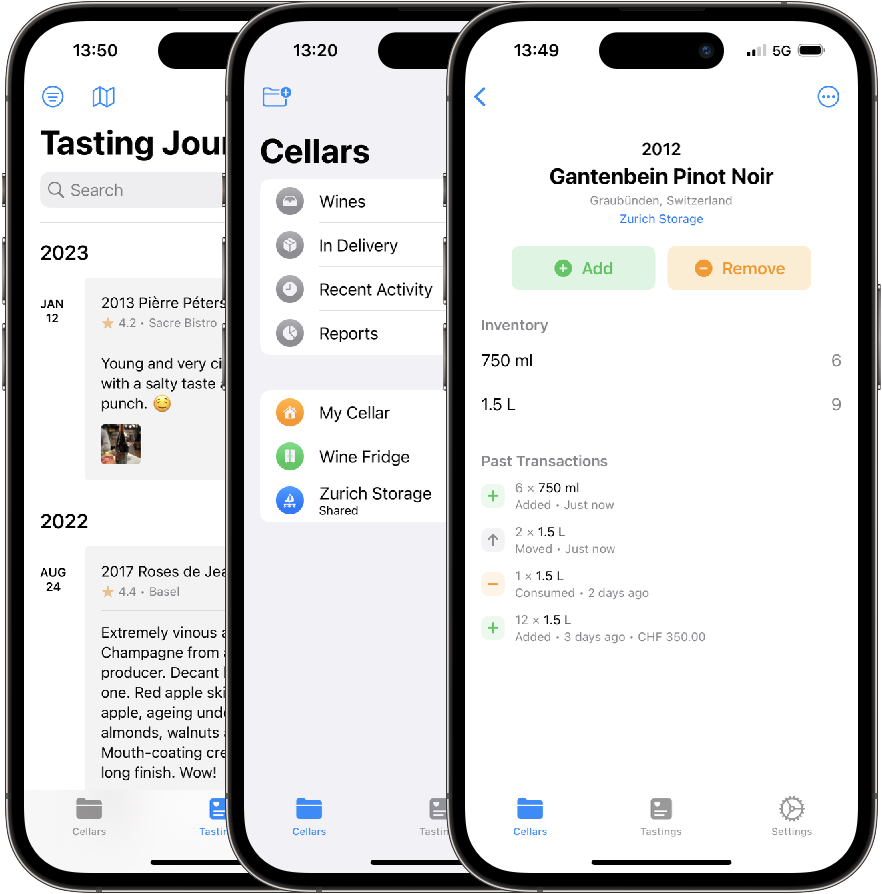 13:50
Tasting Jour
Search
2023
JAN
12
2013 Pièrre Péters
4.2 • Sacre Bistro
Young and very ci
with a salty taste
punch.
2022
AUG
24
2017 Roses de Jea
4.4 • Basel
Extremely vinous a
Champagne from a
producer. Decant
one. Red apple ski
apple, ageing unde
almonds, walnuts a
Mouth-coating cre
long finish. Wow!
Cellars
Tastin
13:20
Cellars
Wines
In Delivery
Recent Activity
Reports
My Cellar
Wine Fridge
Zurich Storage
Shared
Cellars
Tastin
13:49
5G
2012
Gantenbein Pinot Noir
Graubünden, Switzerland
Zurich Storage
Add
Remove
Inventory
750 ml 6
1.5 L 9
Past Transactions
6 × 750 ml
Added • Just now
2 × 1.5 L
Moved • Just now
1 × 1.5 L
Consumed • 2 days ago
12 × 1.5 L
Added • 3 days ago • CHF 350.00
Cellars
Tastings
Settings